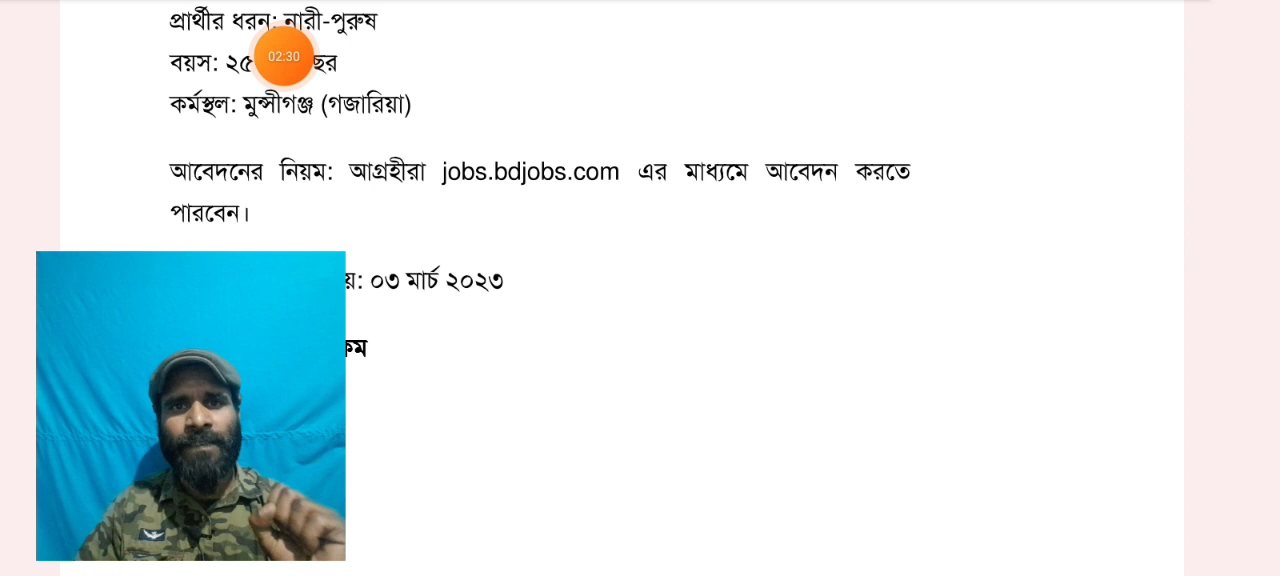 প্রার্থীর ধরন: নারী-পুরুষ
বয়স: ২৫
02:30
কর্মস্থল: মুন্সীগঞ্জ (গজারিয়া)
আবেদনের নিয়ম: আগ্রহীরা jobs.bdjobs.com এর মাধ্যমে আবেদন করতে
পারবেন।
: ০৩ মার্চ ২০২৩